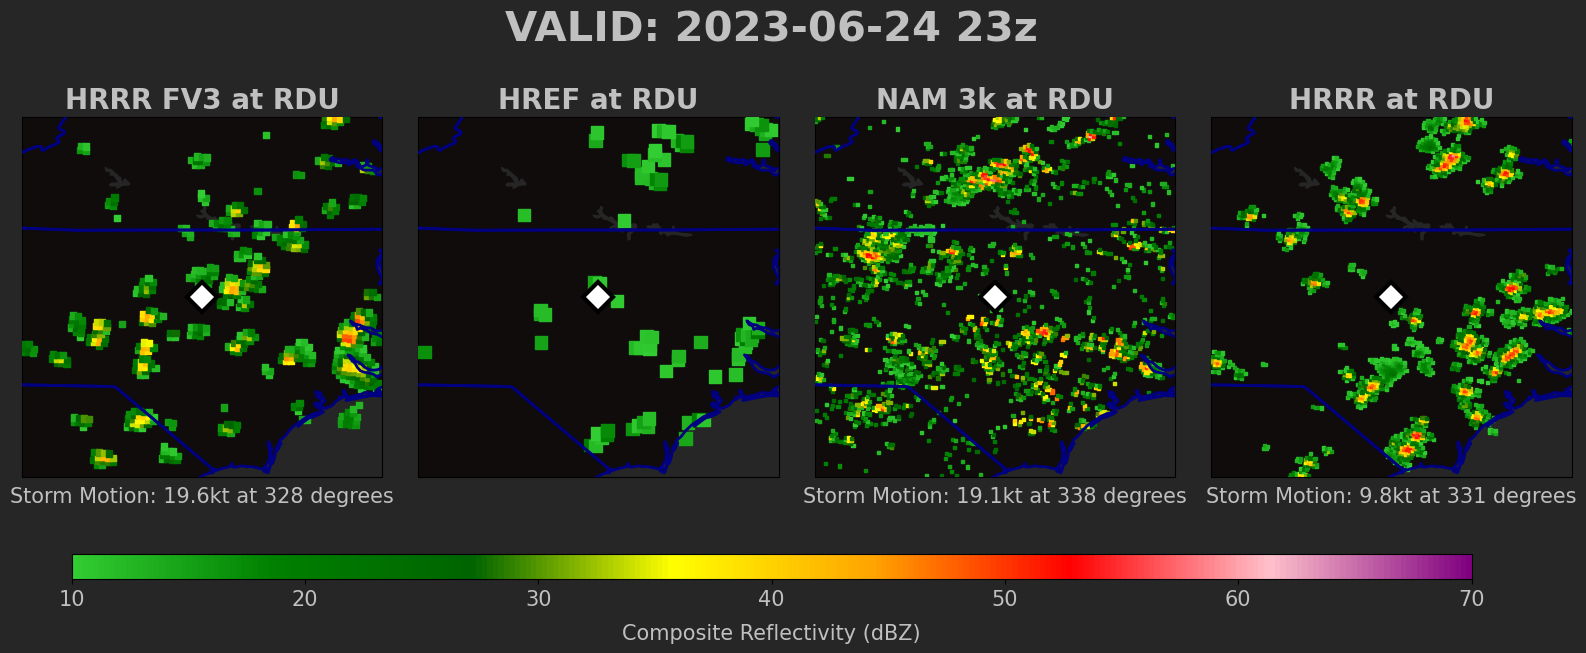 VALID: 2023-06-24 23z
HRRR FV3 at RDU
HREF at RDU
NAM 3k at RDU
HRRR at RDU
Storm Motion: 19.6kt at 328 degrees
Storm Motion: 19.1kt at 338 degrees
Storm Motion: 9.8kt at 331 degrees
10 20 30 40 50 60 70
Composite Reflectivity (dBZ)